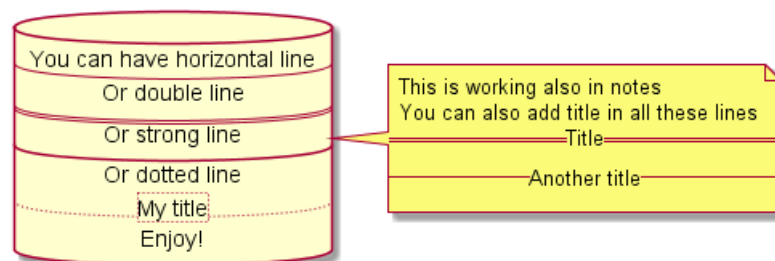 You can have horizontal line
Or double line
Or strong line
Or dotted line
My title
Enjoy!
This is working also in notes
You can also add title in all these lines
Title
Another title